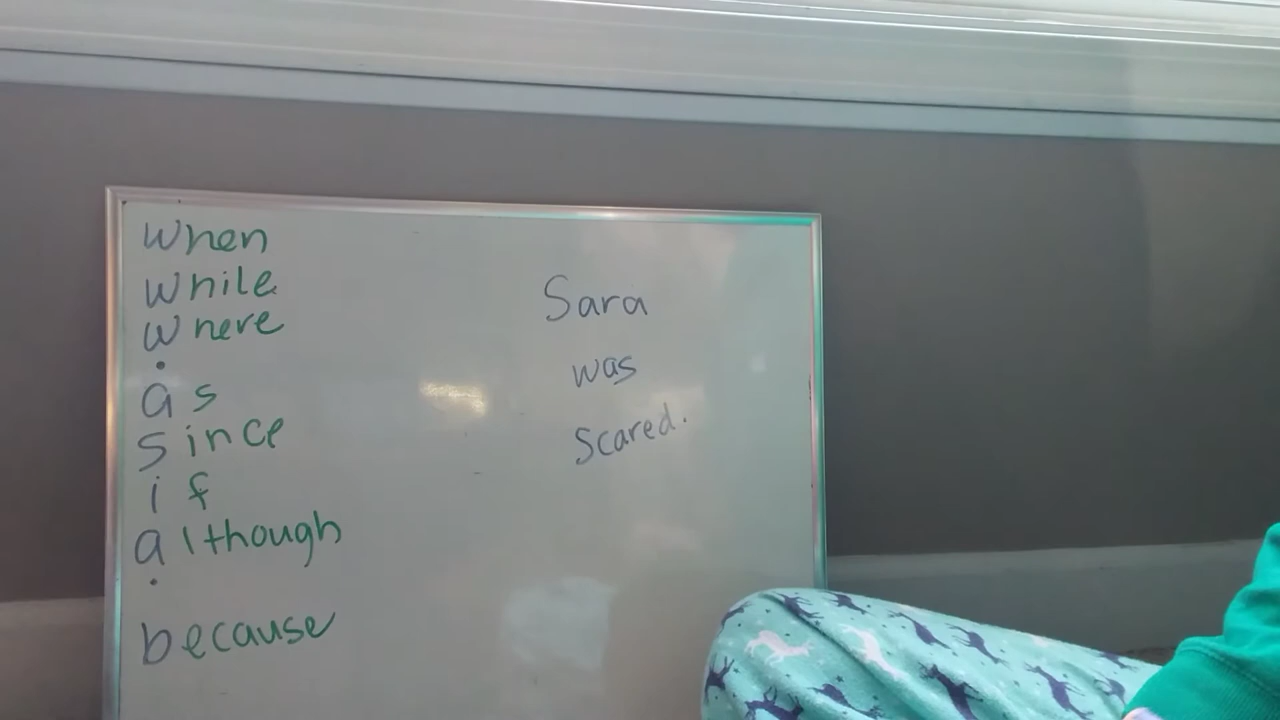 when
while
where
.
as
since
if
although
.
because
Sara
was
Scared.